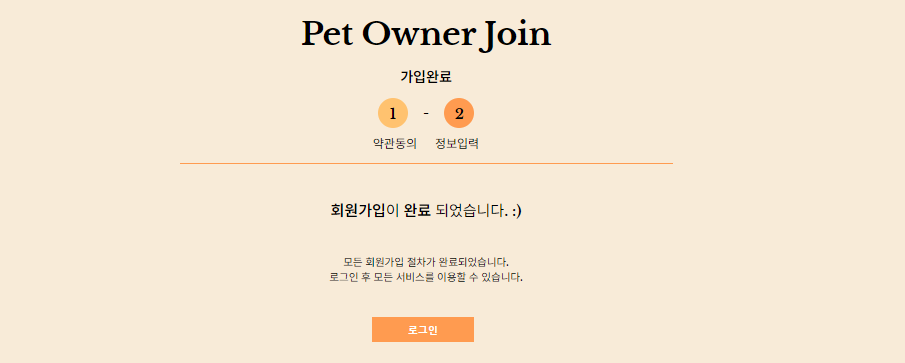 Pet Owner Join
가입완료
1 - 2
약관동의 정보입력
회원가입이 완료 되었습니다. :)
모든 회원가입 절차가 완료되었습니다.
로그인 후 모든 서비스를 이용할 수 있습니다.
로그인